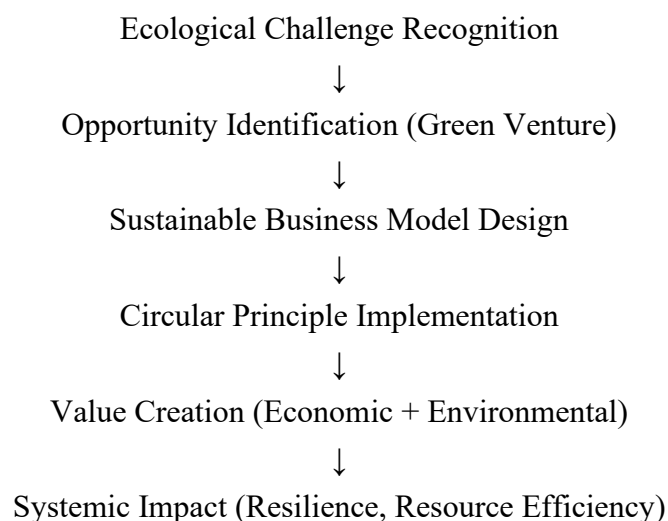 Ecological Challenge Recognition
↓
Opportunity Identification (Green Venture)
↓
Sustainable Business Model Design
↓
Circular Principle Implementation
↓
Value Creation (Economic + Environmental)
↓
Systemic Impact (Resilience, Resource Efficiency)